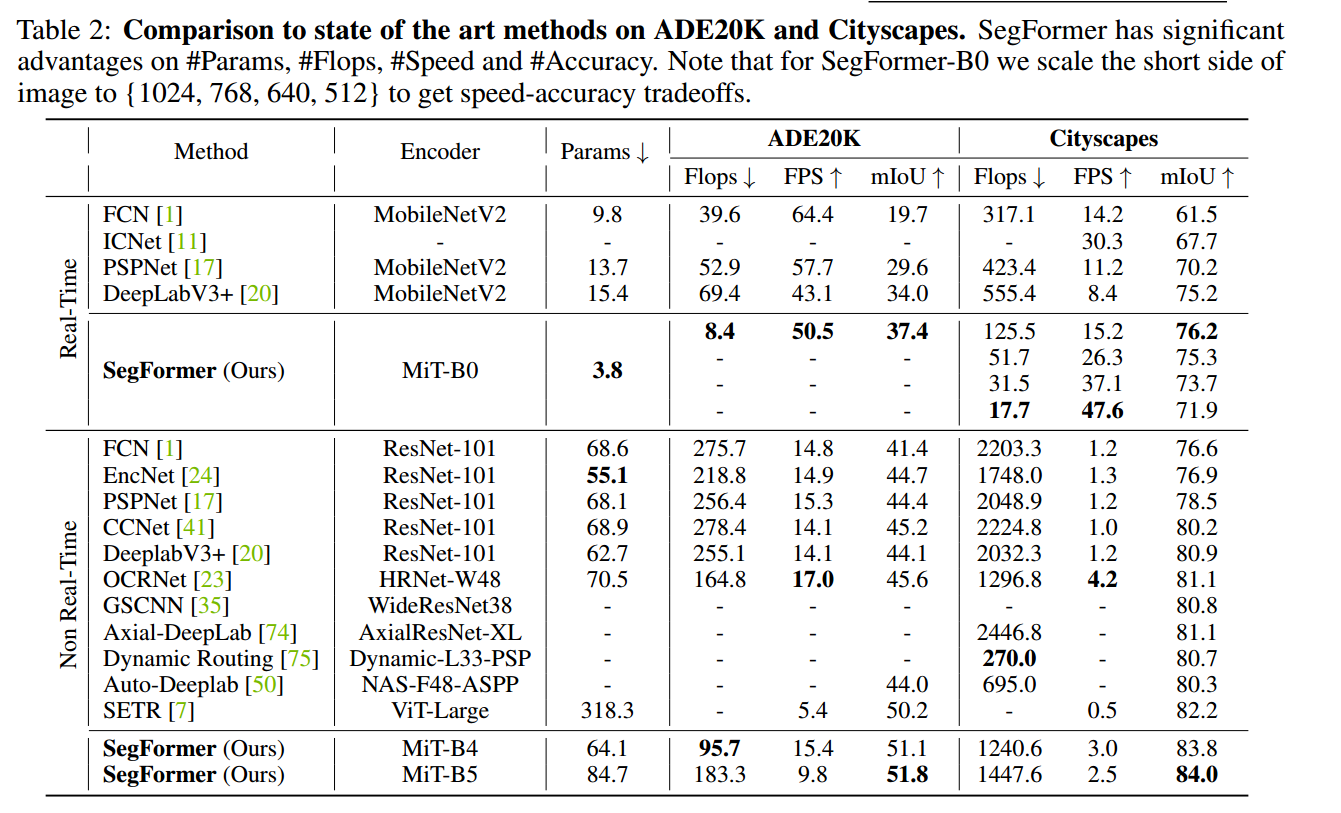 Table 2: Comparison to state of the art methods on ADE20K and Cityscapes. SegFormer has significant
advantages on #Params, #Flops, #Speed and #Accuracy. Note that for SegFormer-B0 we scale the short side of
image to {1024, 768, 640, 512} to get speed-accuracy tradeoffs.
Method Encoder Params ↓ ADE20K Cityscapes
Flops ↓ FPS ↑ mIoU ↑ Flops ↓ FPS ↑ mIoU ↑
Real-Time
FCN [1] MobileNetV2 9.8 39.6 64.4 19.7 317.1 14.2 61.5
ICNet [11] - - - - - - 30.3 67.7
PSPNet [17] MobileNetV2 13.7 52.9 57.7 29.6 423.4 11.2 70.2
DeepLabV3+ [20] MobileNetV2 15.4 69.4 43.1 34.0 555.4 8.4 75.2
SegFormer (Ours) MiT-B0 3.8 8.4 50.5 37.4 125.5 15.2 76.2
- - - 51.7 26.3 75.3
- - - 31.5 37.1 73.7
- - - 17.7 47.6 71.9
Non Real-Time
FCN [1] ResNet-101 68.6 275.7 14.8 41.4 2203.3 1.2 76.6
EncNet [24] ResNet-101 55.1 218.8 14.9 44.7 1748.0 1.3 76.9
PSPNet [17] ResNet-101 68.1 256.4 15.3 44.4 2048.9 1.2 78.5
CCNet [41] ResNet-101 68.9 278.4 14.1 45.2 2224.8 1.0 80.2
DeeplabV3+ [20] ResNet-101 62.7 255.1 14.1 44.1 2032.3 1.2 80.9
OCRNet [23] HRNet-W48 70.5 164.8 17.0 45.6 1296.8 4.2 81.1
GSCNN [35] WideResNet38 - - - - - - 80.8
Axial-DeepLab [74] AxialResNet-XL - - - - 2446.8 - 81.1
Dynamic Routing [75] Dynamic-L33-PSP - - - - 270.0 - 80.7
Auto-Deeplab [50] NAS-F48-ASPP - - - 44.0 695.0 - 80.3
SETR [7] ViT-Large 318.3 - 5.4 50.2 - 0.5 82.2
SegFormer (Ours) MiT-B4 64.1 95.7 15.4 51.1 1240.6 3.0 83.8
SegFormer (Ours) MiT-B5 84.7 183.3 9.8 51.8 1447.6 2.5 84.0